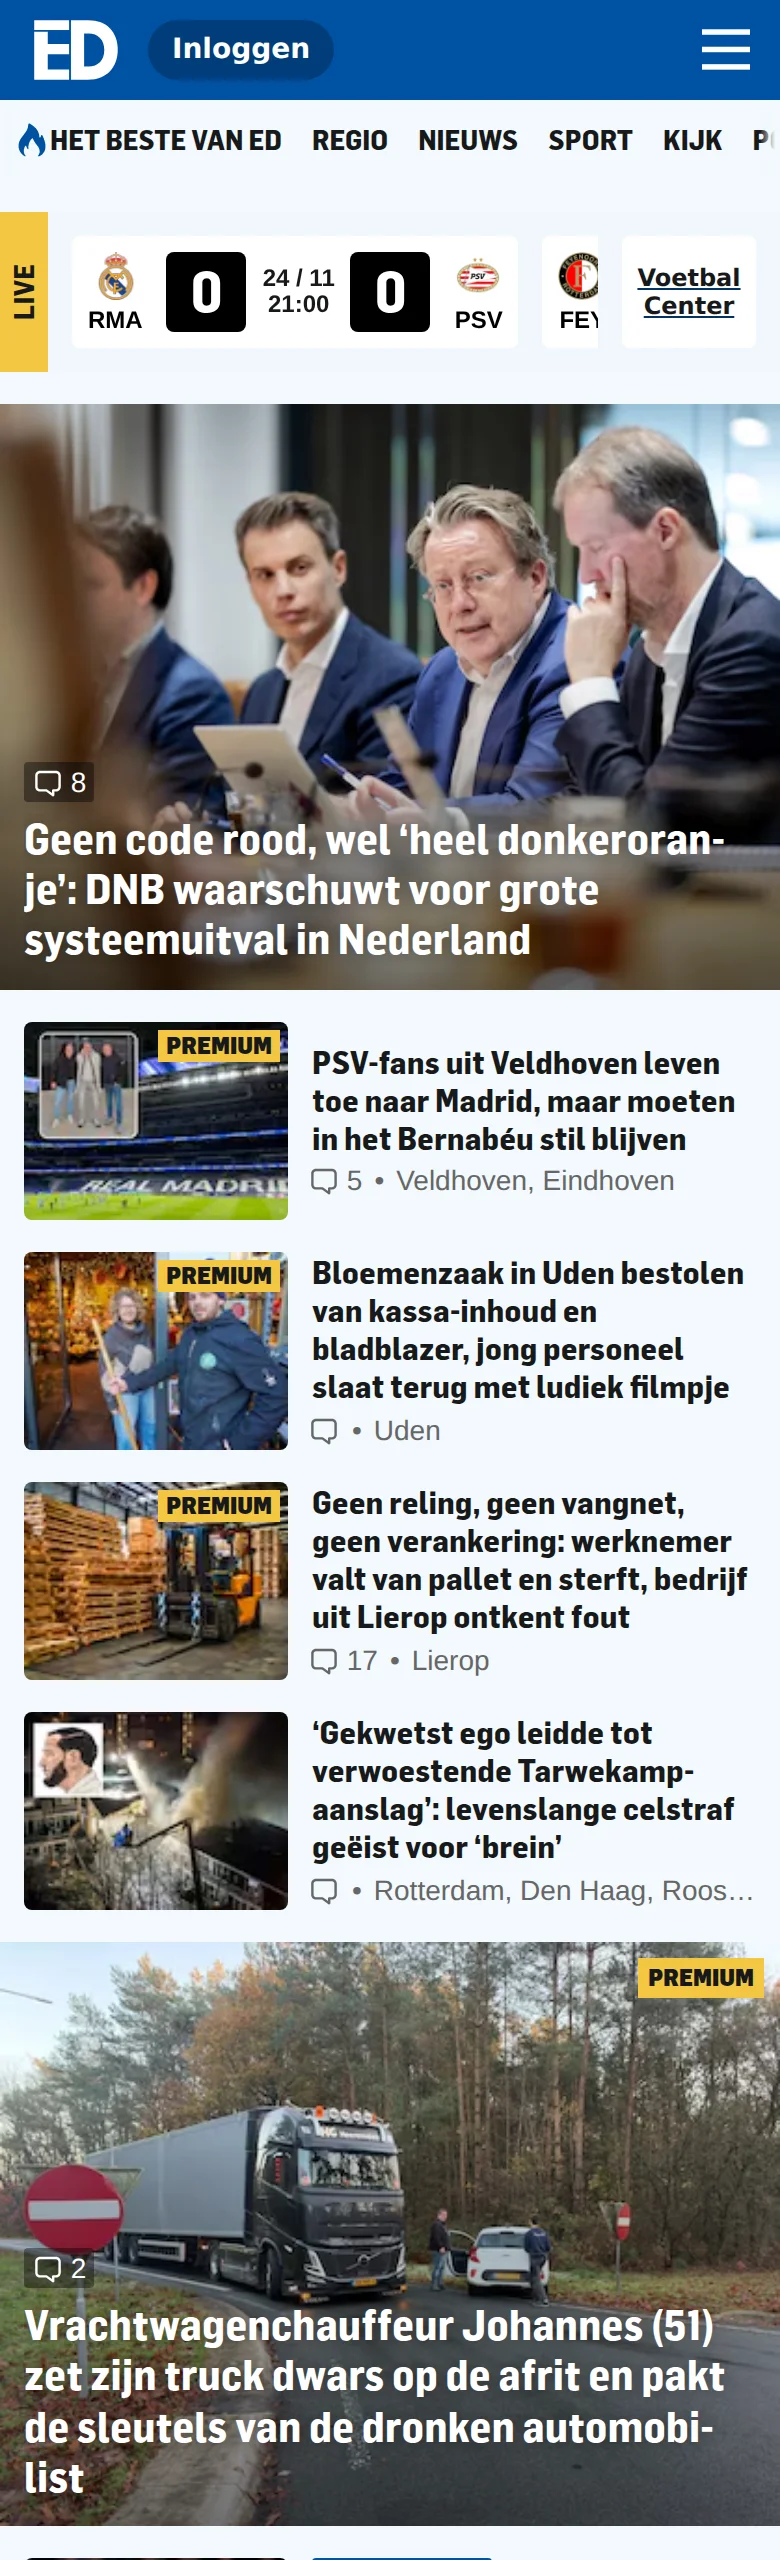 ED
Inloggen
HET BESTE VAN ED REGIO NIEUWS SPORT KIJK
LIVE
RMA
0
24 / 11
21:00
0
PSV
PSV
FEY
Voetbal
Center
8
Geen code rood, wel ‘heel donkeroran-
je’: DNB waarschuwt voor grote
systeemuitval in Nederland
PREMIUM
REAL MADRI
PSV-fans uit Veldhoven leven
toe naar Madrid, maar moeten
in het Bernabéu stil blijven
5 • Veldhoven, Eindhoven
PREMIUM
Bloemenzaak in Uden bestolen
van kassa-inhoud en
bladblazer, jong personeel
slaat terug met ludiek filmpje
• Uden
PREMIUM
Geen reling, geen vangnet,
geen verankering: werknemer
valt van pallet en sterft, bedrijf
uit Lierop ontkent fout
17 • Lierop
‘Gekwetst ego leidde tot
verwoestende Tarwekamp-
aanslag’: levenslange celstraf
geëist voor ‘brein’
• Rotterdam, Den Haag, Roos…
PREMIUM
2
Vrachtwagenchauffeur Johannes (51)
zet zijn truck dwars op de afrit en pakt
de sleutels van de dronken automobi-
list